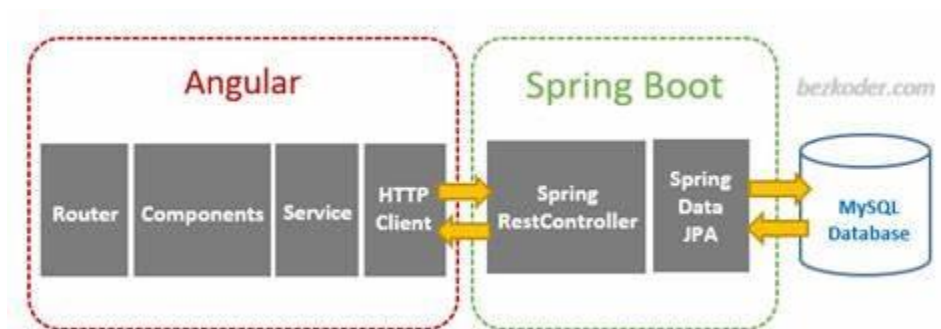 Angular
Spring Boot
bezkoder.com
Router
Components
Service
HTTP
Client
Spring
RestController
Spring
Data
JPA
MySQL
Database